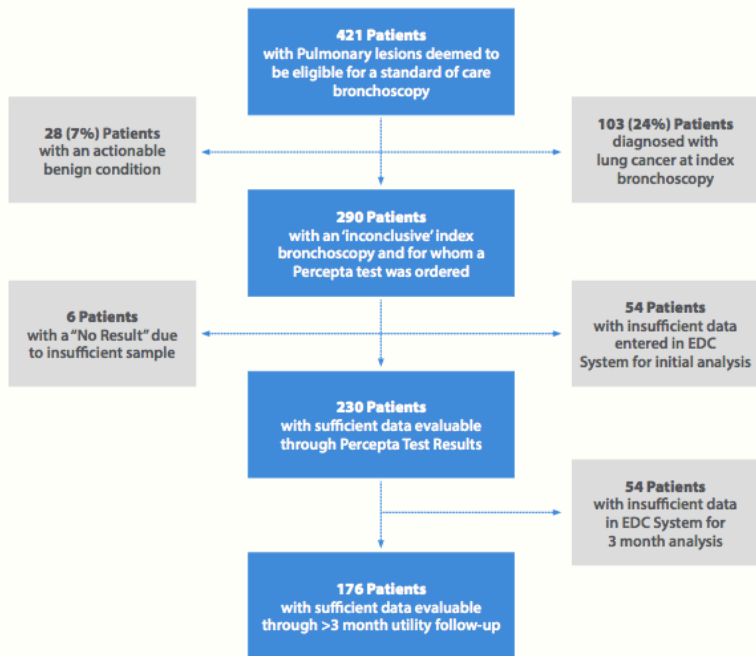 421 Patients
with Pulmonary lesions deemed to
be eligible for a standard of care
bronchoscopy
28 (7%) Patients
with an actionable
benign condition
103 (24%) Patients
diagnosed with
lung cancer at index
bronchoscopy
290 Patients
with an ‘inconclusive’ index
bronchoscopy and for whom a
Percepta test was ordered
6 Patients
with a “No Result” due
to insufficient sample
54 Patients
with insufficient data
entered in EDC
System for initial analysis
230 Patients
with sufficient data evaluable
through Percepta Test Results
54 Patients
with insufficient data
in EDC System for
3 month analysis
176 Patients
with sufficient data evaluable
through >3 month utility follow-up